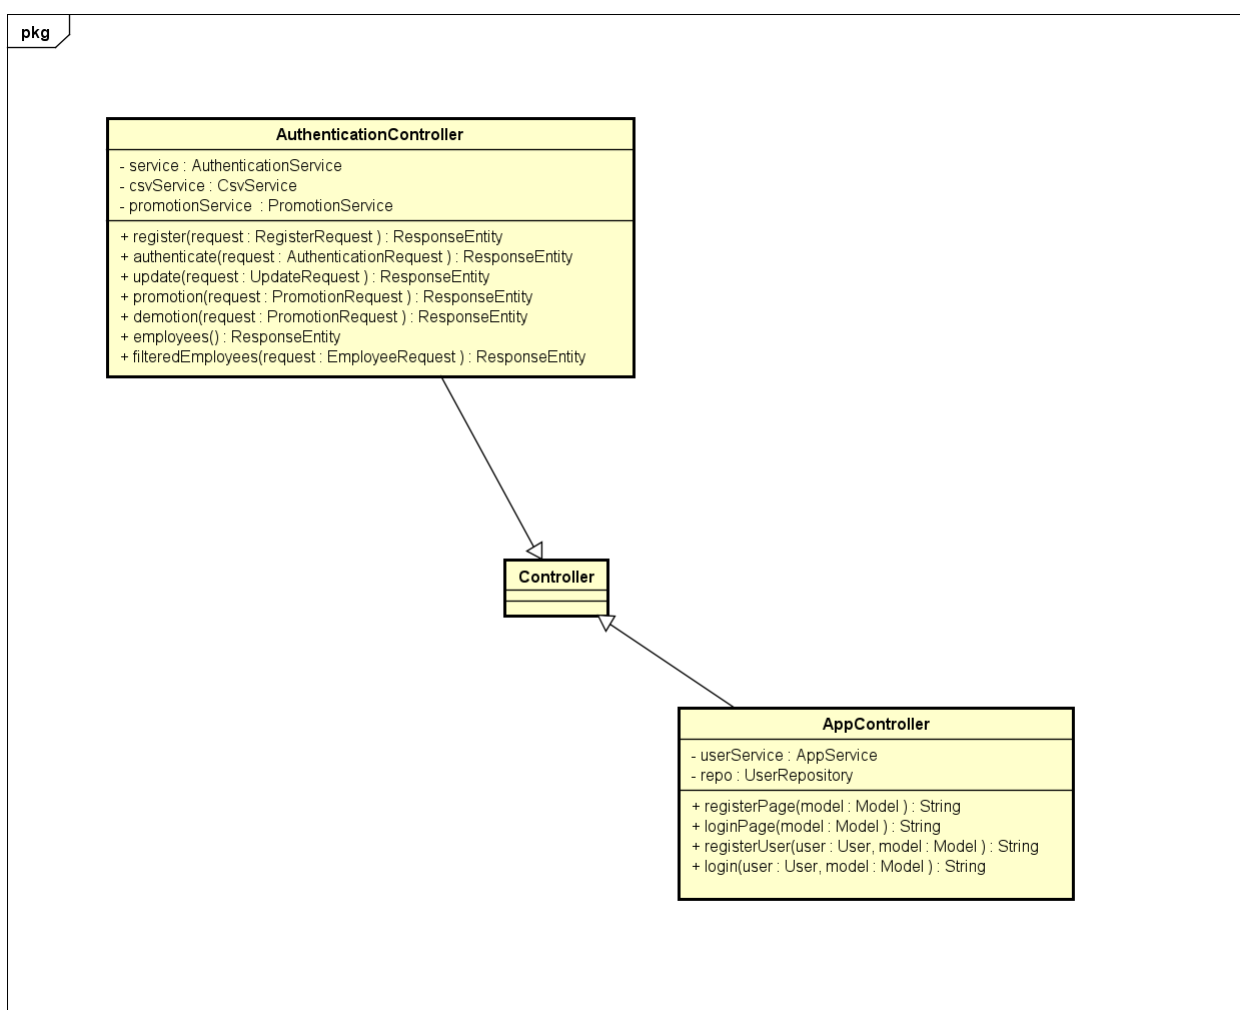 pkg
AuthenticationController
- service : AuthenticationService
- csvService : CsvService
- promotionService : PromotionService
+ register(request : RegisterRequest ) : ResponseEntity
+ authenticate(request : AuthenticationRequest ) : ResponseEntity
+ update(request : UpdateRequest ) : ResponseEntity
+ promotion(request : PromotionRequest ) : ResponseEntity
+ demotion(request : PromotionRequest ) : ResponseEntity
+ employees() : ResponseEntity
+ filteredEmployees(request : EmployeeRequest ) : ResponseEntity
Controller
AppController
- userService : AppService
- repo : UserRepository
+ registerPage(model : Model ) : String
+ loginPage(model : Model ) : String
+ registerUser(user : User, model : Model ) : String
+ login(user : User, model : Model ) : String